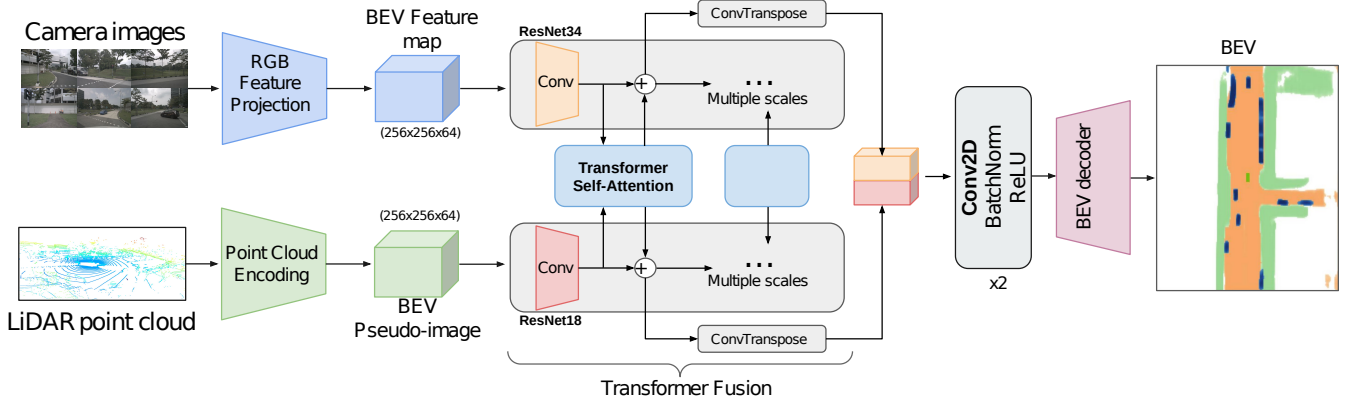 Camera images
RGB
Feature
Projection
BEV Feature
map
(256x256x64)
ResNet34
Conv
+
...
Multiple scales
ConvTranspose
Transformer
Self-Attention
LiDAR point cloud
Point Cloud
Encoding
(256x256x64)
BEV
Pseudo-image
Conv
ResNet18
+
...
Multiple scales
ConvTranspose
Transformer Fusion
Conv2D
BatchNorm
ReLU
x2
BEV decoder
BEV